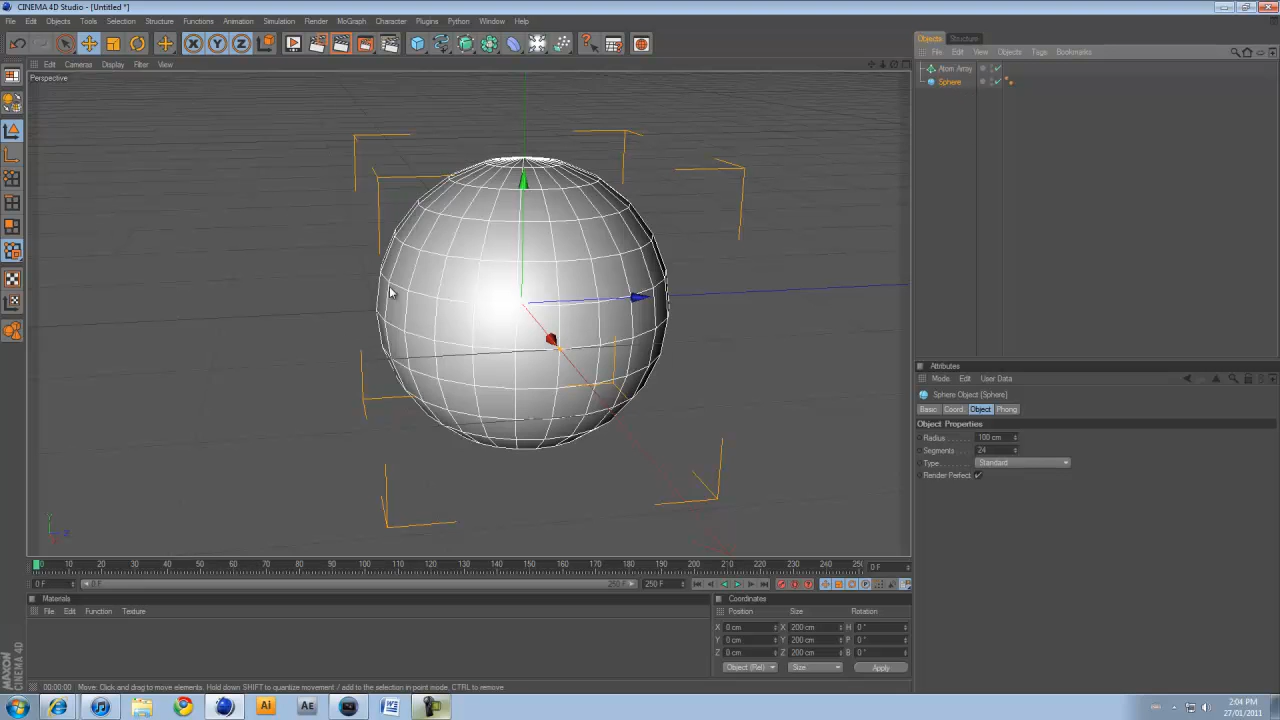 CINEMA 4D Studio - [Untitled *]
File Edit Objects Tools Selection Structure Functions Animation Simulation Render MoGraph Character Plugins Python Window Help
X Y Z
Edit Cameras Display Filter View
Perspective
Objects Structure
File Edit View Objects Tags Bookmarks
Atom Array
Sphere
Attributes
Mode Edit User Data
Sphere Object [Sphere]
Basic Coord. Object Phong
Object Properties
Radius 100 cm
Segments 24
Type Standard
Render Perfect
0 10 20 30 40 50 60 70 80 90 100 110 120 130 140 150 160 170 180 190 200 210 220 230 240 0 F
0 F 0 F 250 F 250 F
Materials
File Edit Function Texture
Coordinates
Position Size Rotation
X 0 cm X 200 cm H 0 °
Y 0 cm Y 200 cm P 0 °
Z 0 cm Z 200 cm B 0 °
Object (Rel) Size Apply
MAXON CINEMA 4D
00:00:00 Move: Click and drag to move elements. Hold down SHIFT to quantize movement / add to the selection in point mode, CTRL to remove
Ai Ae
2:04 PM
27/01/2011